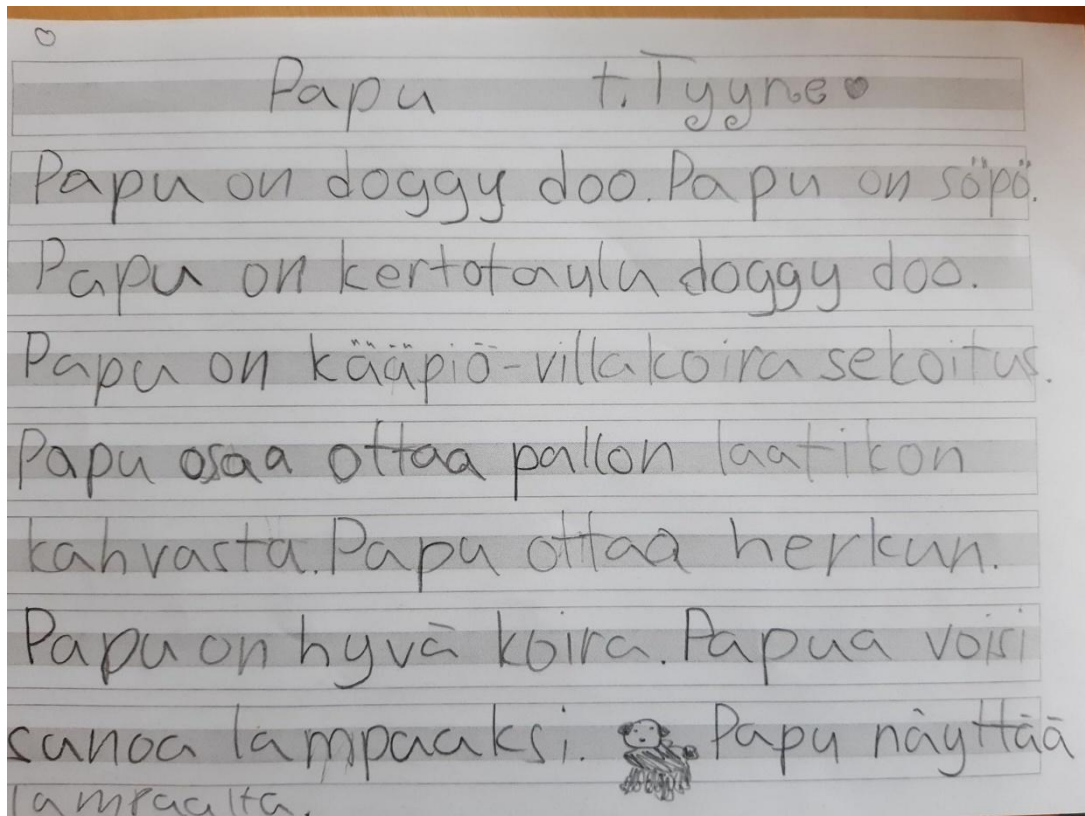 Papu t. Tyyne
Papu on doggy doo. Papu on söpö.
Papu on kertotaulu doggy doo.
Papu on kääpiö-villakoira sekoitus.
Papu osaa ottaa pallon laatikon
kahvasta. Papu ottaa herkun.
Papu on hyvä koira. Papua voisi
sanoa lampaaksi. Papu näyttää
lampaalta.